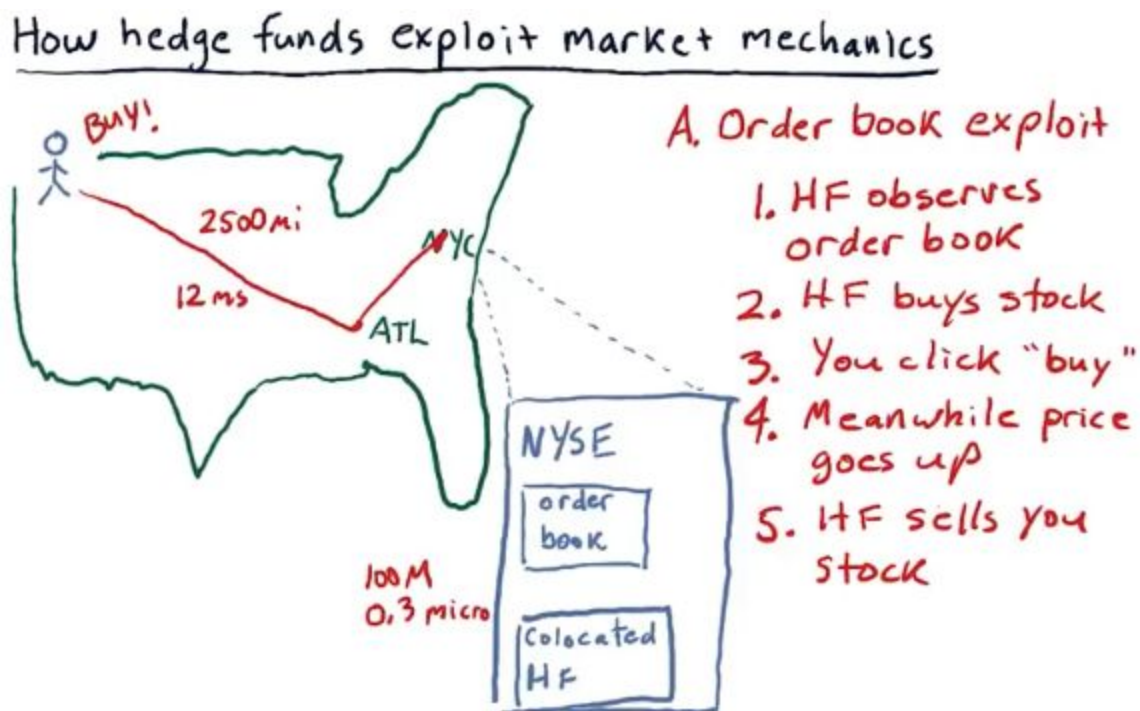 How hedge funds exploit market mechanics
BUY!
2500mi
12 ms
NYC
ATL
NYSE
order
book
100M
0.3 micro
Colocated
HF
A. Order book exploit
1. HF observes
order book
2. HF buys stock
3. You click "buy"
4. Meanwhile price
goes up
5. HF sells you
stock